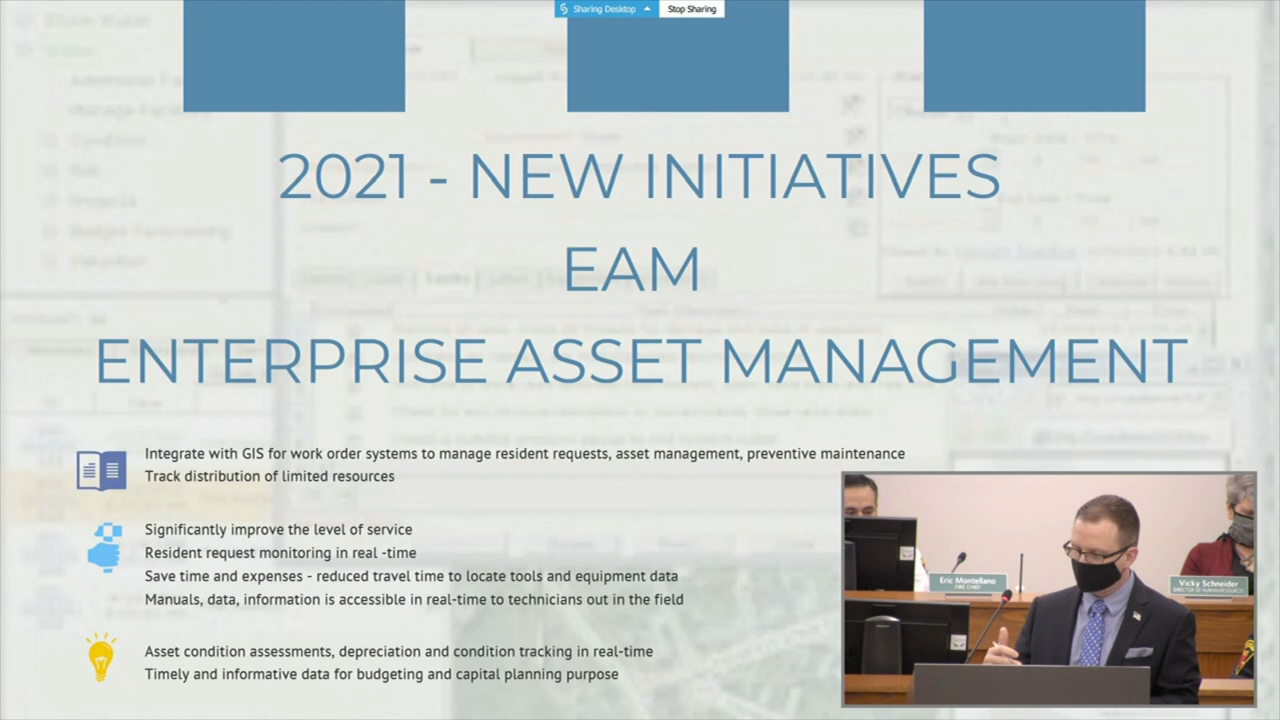 Sharing Desktop
Stop Sharing
2021 - NEW INITIATIVES
EAM
ENTERPRISE ASSET MANAGEMENT
Integrate with GIS for work order systems to manage resident requests, asset management, preventive maintenance
Track distribution of limited resources
Significantly improve the level of service
Resident request monitoring in real -time
Save time and expenses - reduced travel time to locate tools and equipment data
Manuals, data, information is accessible in real-time to technicians out in the field
Asset condition assessments, depreciation and condition tracking in real-time
Timely and informative data for budgeting and capital planning purpose
Eric Montellano
FIRE CHIEF
Vicky Schneider
DIRECTOR OF HUMAN RESOURCES